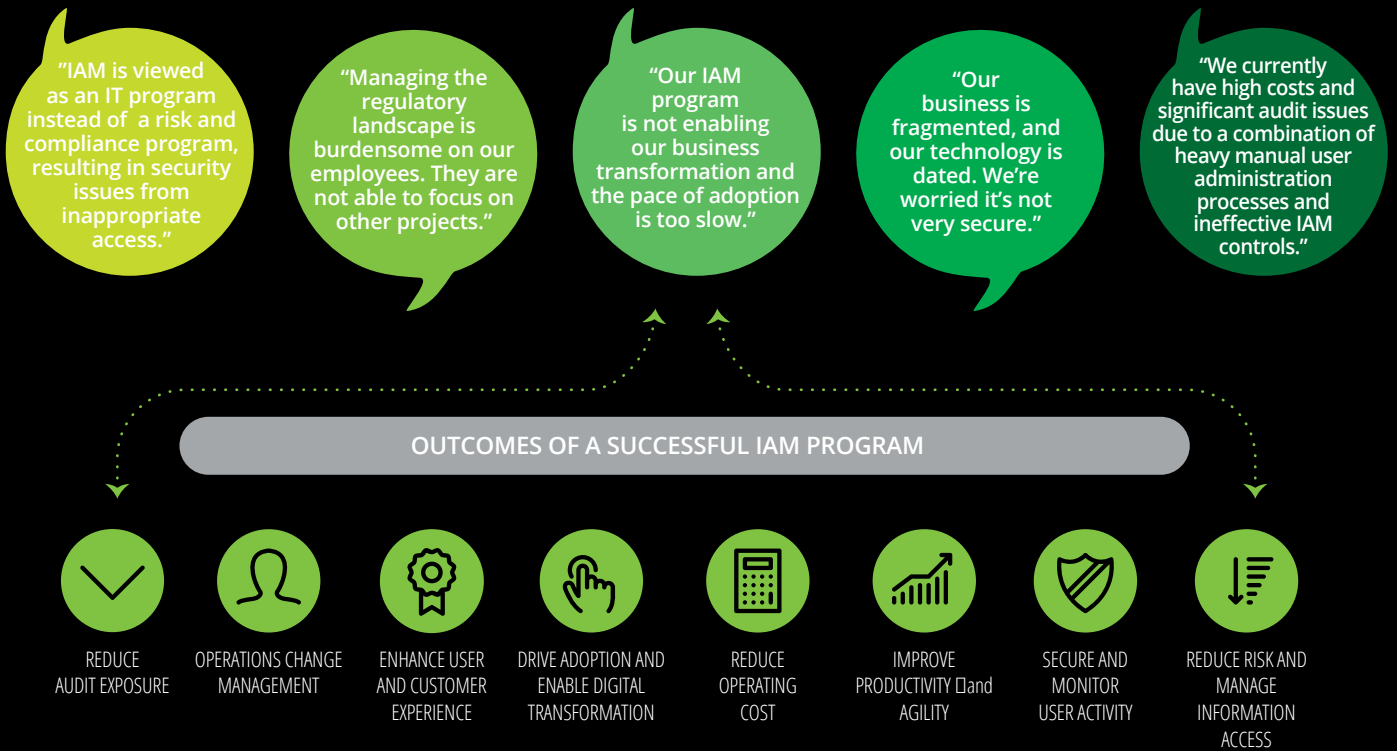 ”IAM is viewed
as an IT program
instead of a risk and
compliance program,
resulting in security
issues from
inappropriate
access.”
“Managing the
regulatory
landscape is
burdensome on our
employees. They are
not able to focus on
other projects.”
“Our IAM
program
is not enabling
our business
transformation and
the pace of adoption
is too slow.”
“Our
business is
fragmented, and
our technology is
dated. We’re
worried it’s not
very secure.”
“We currently
have high costs and
significant audit issues
due to a combination of
heavy manual user
administration
processes and
ineffective IAM
controls.”
OUTCOMES OF A SUCCESSFUL IAM PROGRAM
REDUCE
AUDIT EXPOSURE
OPERATIONS CHANGE
MANAGEMENT
ENHANCE USER
AND CUSTOMER
EXPERIENCE
DRIVE ADOPTION AND
ENABLE DIGITAL
TRANSFORMATION
REDUCE
OPERATING
COST
IMPROVE
PRODUCTIVITY □and
AGILITY
SECURE AND
MONITOR
USER ACTIVITY
REDUCE RISK AND
MANAGE
INFORMATION
ACCESS